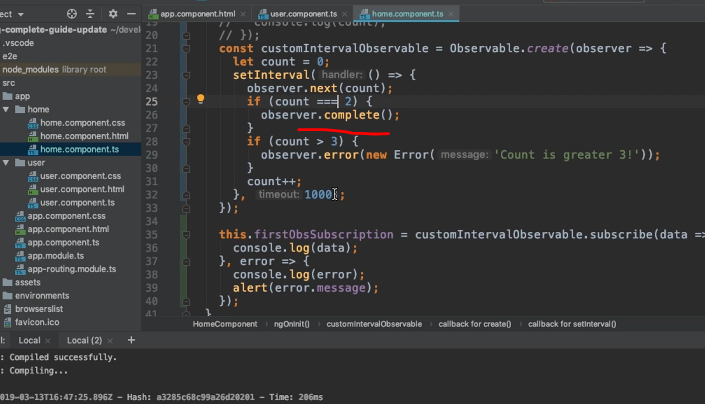 ect
app.component.html
user.component.ts
home.component.ts
-complete-guide-update ~/devel
.vscode
e2e
node_modules library root
src
app
home
home.component.css
home.component.html
home.component.ts
user
user.component.css
user.component.html
user.component.ts
app.component.css
app.component.html
app.component.ts
app.module.ts
app-routing.module.ts
assets
environments
browserslist
favicon.ico
19 // console.log(count);
20 // });
21 const customIntervalObservable = Observable.create(observer => {
22 let count = 0;
23 setInterval( handler: () => {
24 observer.next(count);
25 if (count === 2) {
26 observer.complete();
27 }
28 if (count > 3) {
29 observer.error(new Error( message: 'Count is greater 3!'));
30 }
31 count++;
32 }, timeout: 1000);
33 });
34
35 this.firstObsSubscription = customIntervalObservable.subscribe(data =>
36 console.log(data);
37 }, error => {
38 console.log(error);
39 alert(error.message);
40 });
41 }
HomeComponent › ngOnInit() › customIntervalObservable › callback for create() › callback for setInterval()
l: Local × Local (2) × +
: Compiled successfully.
: Compiling...
019-03-13T16:47:25.896Z – Hash: a3285c68c99a26d20201 – Time: 206ms